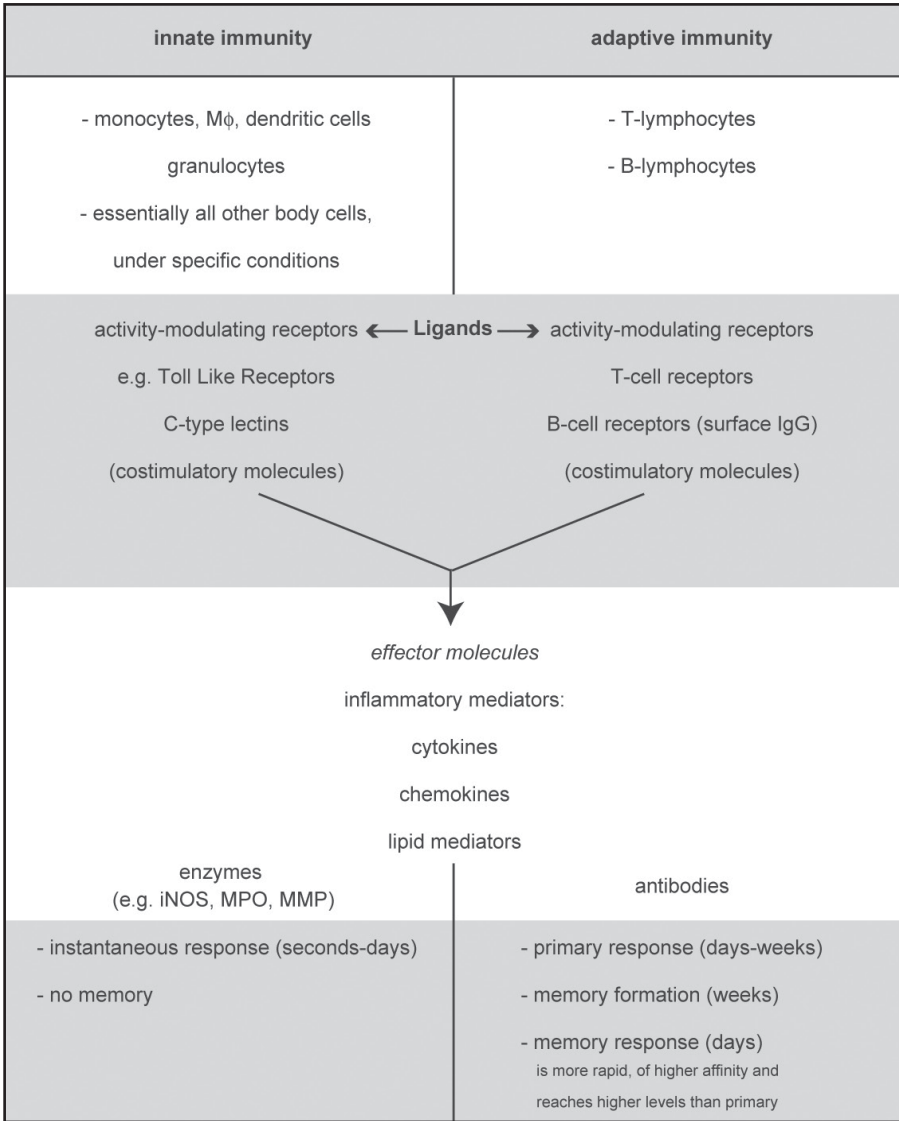 innate immunity
adaptive immunity
- monocytes, Mϕ, dendritic cells
granulocytes
- essentially all other body cells,
under specific conditions
- T-lymphocytes
- B-lymphocytes
activity-modulating receptors
Ligands
activity-modulating receptors
e.g. Toll Like Receptors
T-cell receptors
C-type lectins
B-cell receptors (surface IgG)
(costimulatory molecules)
(costimulatory molecules)
effector molecules
inflammatory mediators:
cytokines
chemokines
lipid mediators
enzymes
(e.g. iNOS, MPO, MMP)
antibodies
- instantaneous response (seconds-days)
- no memory
- primary response (days-weeks)
- memory formation (weeks)
- memory response (days)
is more rapid, of higher affinity and
reaches higher levels than primary